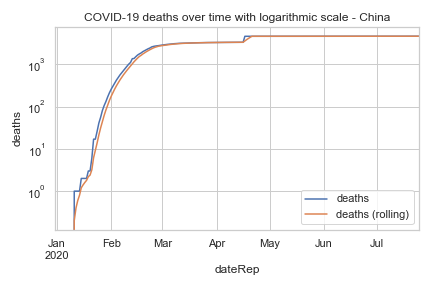 COVID-19 deaths over time with logarithmic scale - China
deaths
10³
10²
10¹
10⁰
deaths
deaths (rolling)
Jan Feb Mar Apr May Jun Jul
2020
dateRep